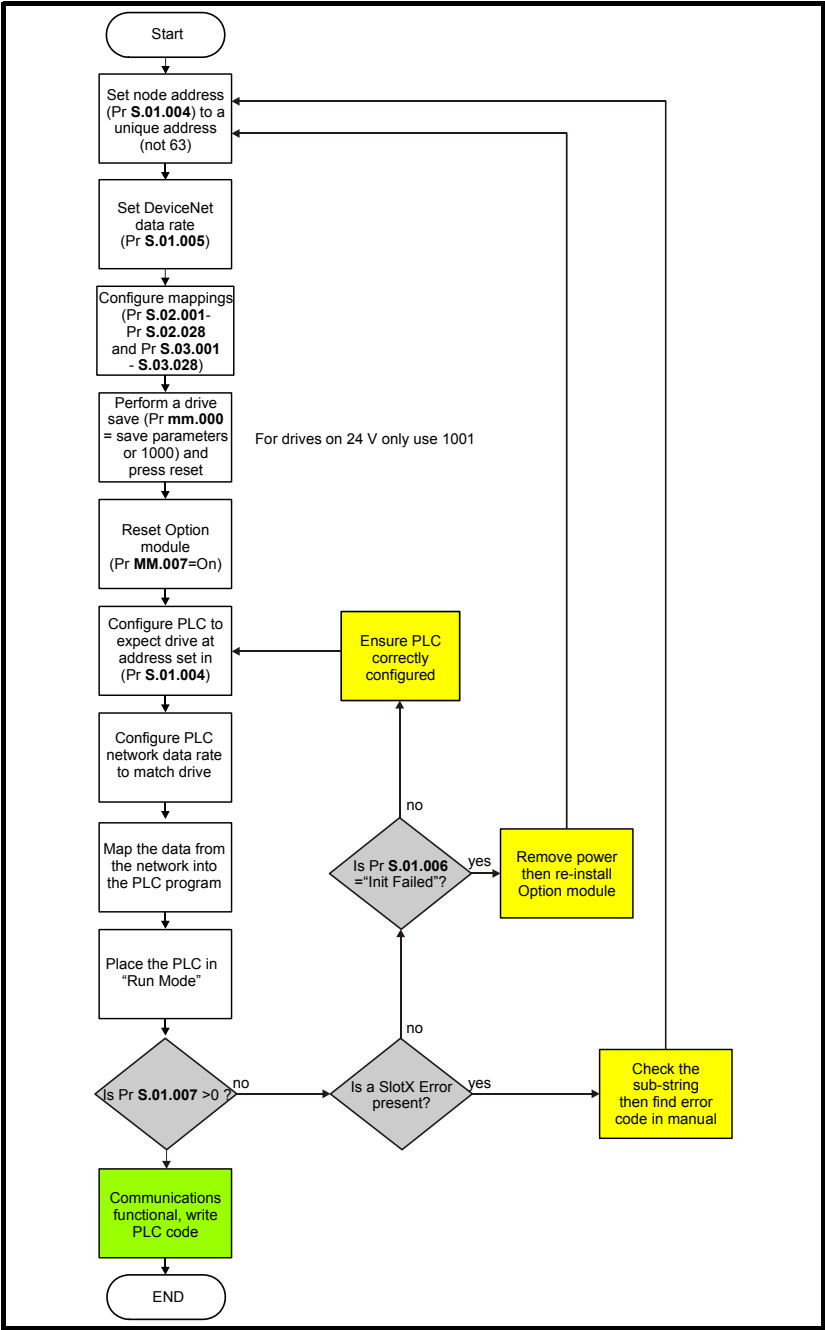 Start
Set node address
(Pr S.01.004) to a
unique address
(not 63)
Set DeviceNet
data rate
(Pr S.01.005)
Configure mappings
(Pr S.02.001-
Pr S.02.028
and Pr S.03.001
- S.03.028)
Perform a drive
save (Pr mm.000
= save parameters
or 1000) and
press reset
For drives on 24 V only use 1001
Reset Option
module
(Pr MM.007=On)
Configure PLC to
expect drive at
address set in
(Pr S.01.004)
Ensure PLC
correctly
configured
Configure PLC
network data rate
to match drive
no
Map the data from
the network into
the PLC program
Is Pr S.01.006
="Init Failed"?
yes
Remove power
then re-install
Option module
Place the PLC in
“Run Mode”
no
Is Pr S.01.007 >0 ?
no
Is a SlotX Error
present?
yes
Check the
sub-string
then find error
code in manual
Communications
functional, write
PLC code
END